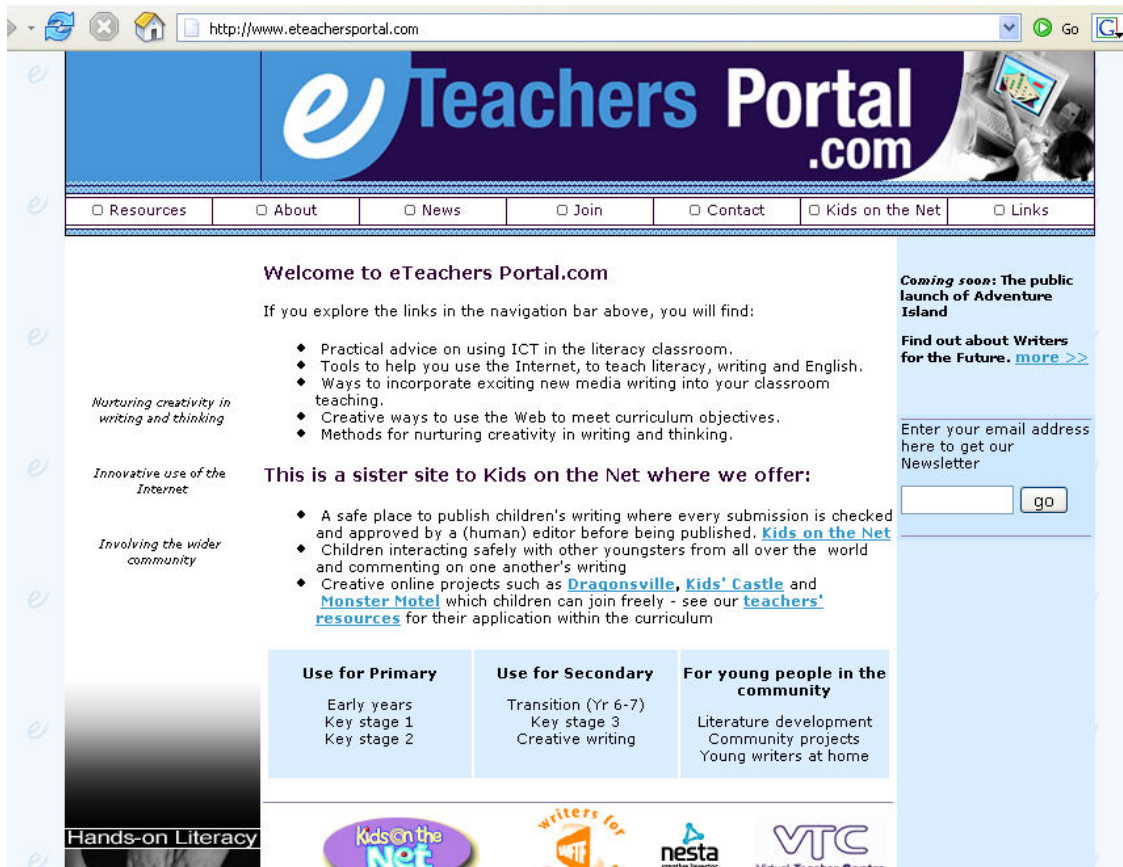 http://www.eteachersportal.com
Go
G
e Teachers Portal
.com
Resources
About
News
Join
Contact
Kids on the Net
Links
Welcome to eTeachers Portal.com
If you explore the links in the navigation bar above, you will find:
Practical advice on using ICT in the literacy classroom.
Tools to help you use the Internet, to teach literacy, writing and English.
Ways to incorporate exciting new media writing into your classroom
teaching.
Creative ways to use the Web to meet curriculum objectives.
Methods for nurturing creativity in writing and thinking.
This is a sister site to Kids on the Net where we offer:
A safe place to publish children's writing where every submission is checked
and approved by a (human) editor before being published. Kids on the Net
Children interacting safely with other youngsters from all over the world
and commenting on one another's writing
Creative online projects such as Dragonsville, Kids' Castle and
Monster Motel which children can join freely - see our teachers'
resources for their application within the curriculum
Nurturing creativity in
writing and thinking
Innovative use of the
Internet
Involving the wider
community
Coming soon: The public
launch of Adventure
Island
Find out about Writers
for the Future. more >>
Enter your email address
here to get our
Newsletter
go
Use for Primary
Early years
Key stage 1
Key stage 2
Use for Secondary
Transition (Yr 6-7)
Key stage 3
Creative writing
For young people in the
community
Literature development
Community projects
Young writers at home
Hands-on Literacy
Kids on the
Net
writers for
WFTF
nesta
creative investor
VTC
Virtual Teacher Centre